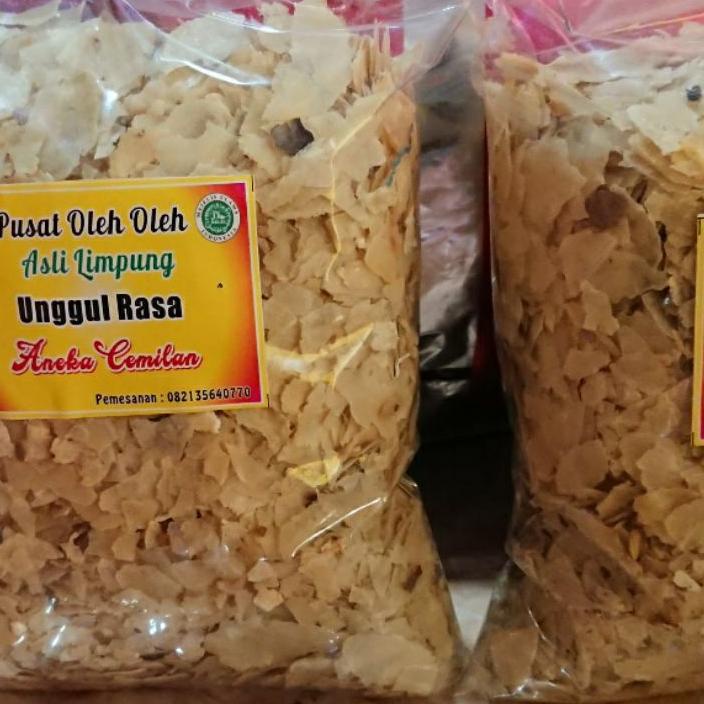 Pusat Oleh Oleh
Asli Limpung
Unggul Rasa
Aneka Cemilan
Pemesanan : 082135640770